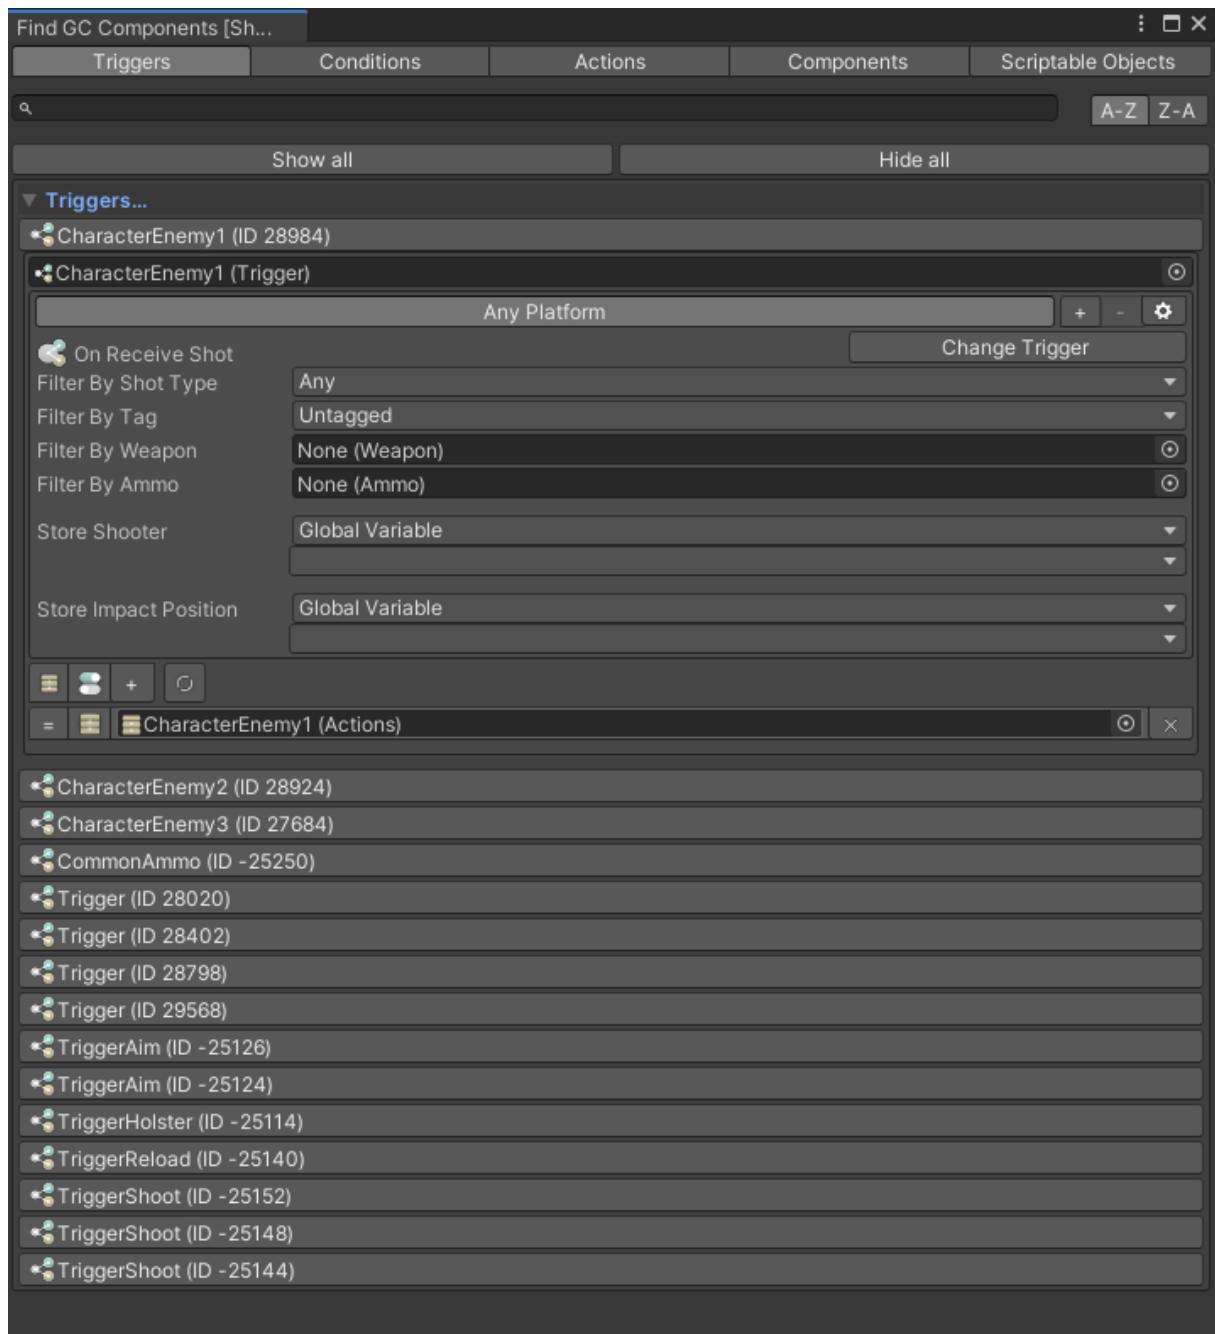 Find GC Components [Sh...
Triggers Conditions Actions Components Scriptable Objects
A-Z Z-A
Show all Hide all
Triggers...
CharacterEnemy1 (ID 28984)
CharacterEnemy1 (Trigger)
Any Platform + -
On Receive Shot Change Trigger
Filter By Shot Type Any
Filter By Tag Untagged
Filter By Weapon None (Weapon)
Filter By Ammo None (Ammo)
Store Shooter Global Variable
Store Impact Position Global Variable
+
= CharacterEnemy1 (Actions)
CharacterEnemy2 (ID 28924)
CharacterEnemy3 (ID 27684)
CommonAmmo (ID -25250)
Trigger (ID 28020)
Trigger (ID 28402)
Trigger (ID 28798)
Trigger (ID 29568)
TriggerAim (ID -25126)
TriggerAim (ID -25124)
TriggerHolster (ID -25114)
TriggerReload (ID -25140)
TriggerShoot (ID -25152)
TriggerShoot (ID -25148)
TriggerShoot (ID -25144)